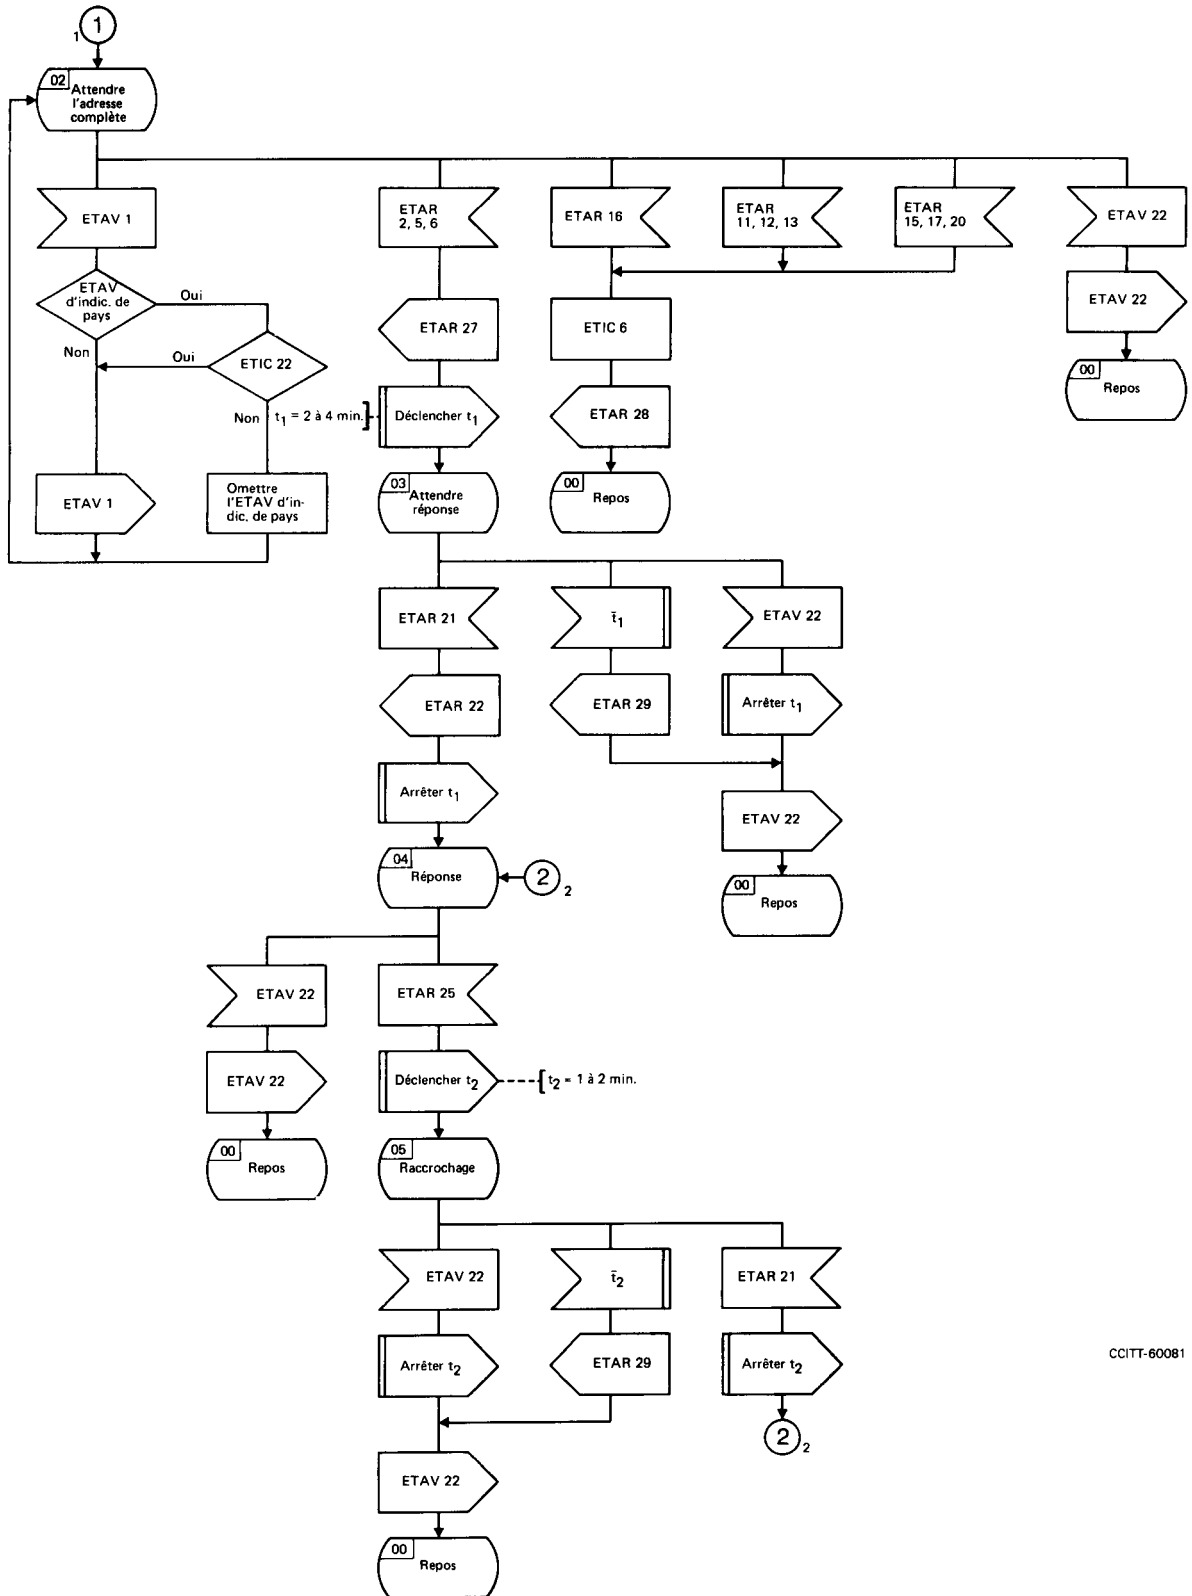 1
1
02
Attendre
l'adresse
complète
ETAV 1
ETAR
2, 5, 6
ETAR 16
ETAR
11, 12, 13
ETAR
15, 17, 20
ETAV 22
ETAV
d'indic. de
pays
Oui
Non
Oui
ETIC 22
Non
ETAR 27
ETIC 6
ETAV 22
00
Repos
t1 = 2 à 4 min.
Déclencher t1
ETAR 28
ETAV 1
Omettre
l'ETAV d'in-
dic. de pays
03
Attendre
réponse
00
Repos
ETAR 21
t̄1
ETAV 22
ETAR 22
ETAR 29
Arrêter t1
Arrêter t1
ETAV 22
04
Réponse
2
2
00
Repos
ETAV 22
ETAR 25
ETAV 22
Déclencher t2
t2 = 1 à 2 min.
00
Repos
05
Raccrochage
ETAV 22
t̄2
ETAR 21
Arrêter t2
ETAR 29
Arrêter t2
CCITT-60081
2
2
ETAV 22
00
Repos